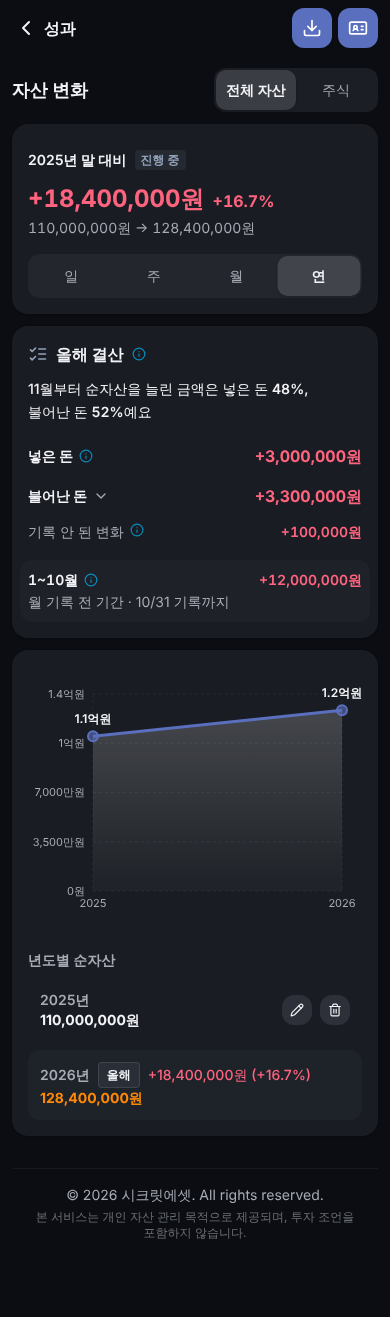 성과
자산 변화
전체 자산
주식
2025년 말 대비 진행 중
+18,400,000원 +16.7%
110,000,000원 → 128,400,000원
일 주 월 연
올해 결산
11월부터 순자산을 늘린 금액은 넣은 돈 48%,
불어난 돈 52%예요
넣은 돈 +3,000,000원
불어난 돈 +3,300,000원
기록 안 된 변화 +100,000원
1~10월 +12,000,000원
월 기록 전 기간 · 10/31 기록까지
1.4억원
1.2억원
1.1억원
1억원
7,000만원
3,500만원
0원
2025 2026
년도별 순자산
2025년
110,000,000원
2026년 올해 +18,400,000원 (+16.7%)
128,400,000원
© 2026 시크릿에셋. All rights reserved.
본 서비스는 개인 자산 관리 목적으로 제공되며, 투자 조언을
포함하지 않습니다.